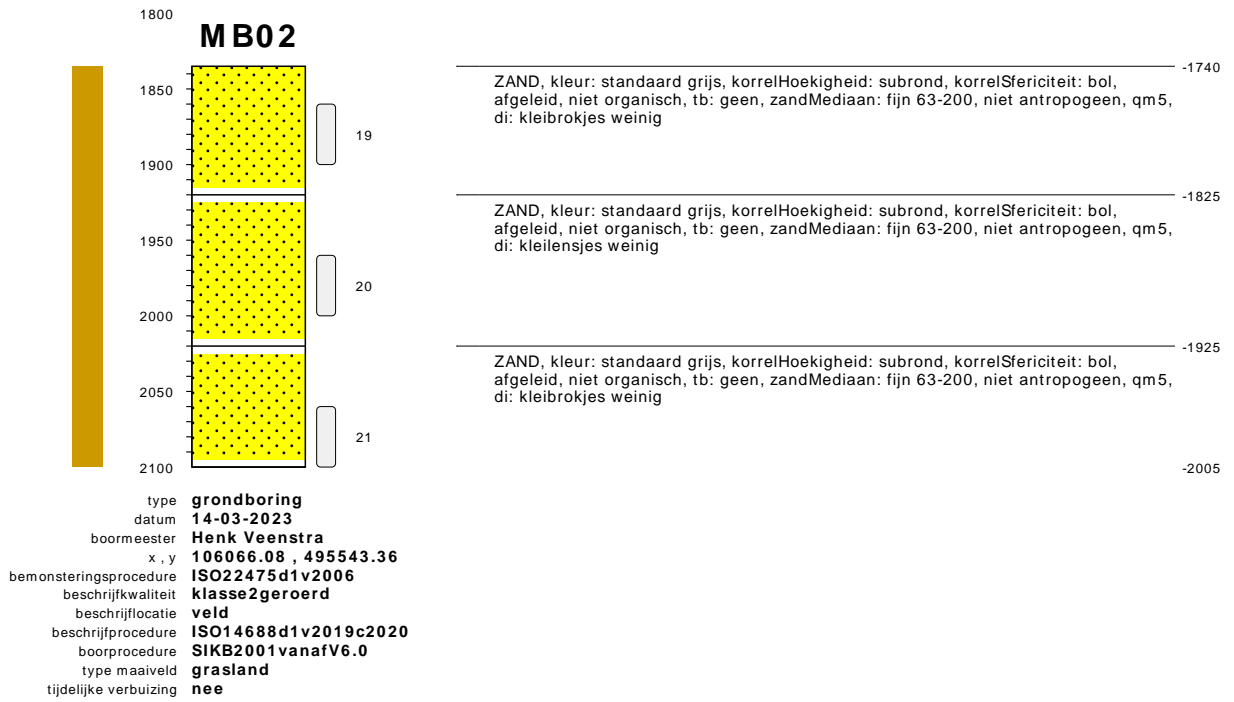 1800
MB02
-1740
ZAND, kleur: standaard grijs, korrelHoekigheid: subrond, korrelSfericiteit: bol,
afgeleid, niet organisch, tb: geen, zandMediaan: fijn 63-200, niet antropogeen, qm5,
di: kleibrokjes weinig
1850
19
1900
-1825
ZAND, kleur: standaard grijs, korrelHoekigheid: subrond, korrelSfericiteit: bol,
afgeleid, niet organisch, tb: geen, zandMediaan: fijn 63-200, niet antropogeen, qm5,
di: kleilensjes weinig
1950
20
2000
-1925
ZAND, kleur: standaard grijs, korrelHoekigheid: subrond, korrelSfericiteit: bol,
afgeleid, niet organisch, tb: geen, zandMediaan: fijn 63-200, niet antropogeen, qm5,
di: kleibrokjes weinig
2050
21
2100
-2005
type grondboring
datum 14-03-2023
boormeester Henk Veenstra
x , y 106066.08 , 495543.36
bemonsteringsprocedure ISO22475d1v2006
beschrijfkwaliteit klasse2geroerd
beschrijflocatie veld
beschrijfprocedure ISO14688d1v2019c2020
boorprocedure SIKB2001vanafV6.0
type maaiveld grasland
tijdelijke verbuizing nee